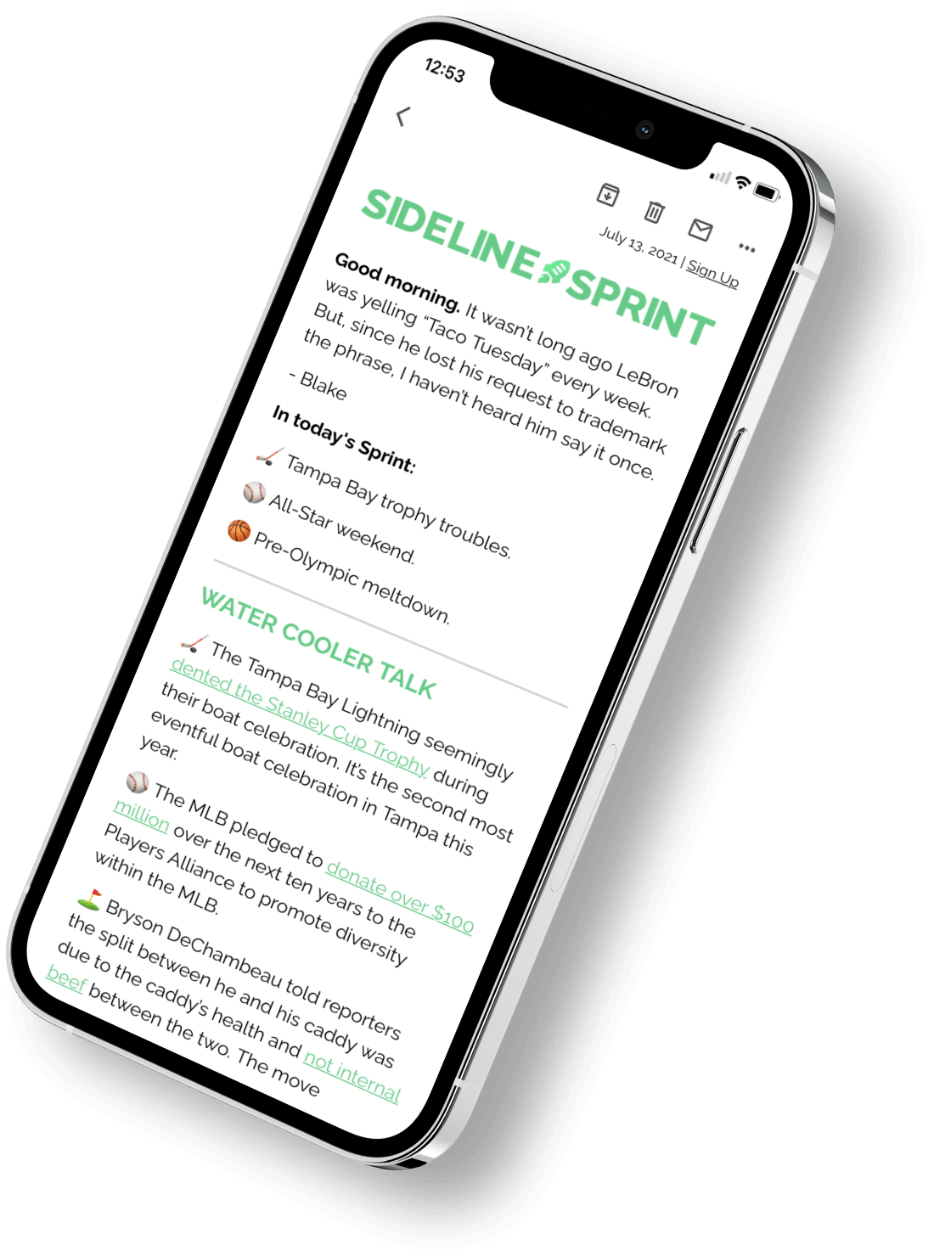 12:53
July 13, 2021 | Sign Up
SIDELINE SPRINT
Good morning. It wasn't long ago LeBron
was yelling “Taco Tuesday” every week.
But, since he lost his request to trademark
the phrase, I haven't heard him say it once.
- Blake
In today's Sprint:
🏒 Tampa Bay trophy troubles.
⚾ All-Star weekend.
🏀 Pre-Olympic meltdown.
WATER COOLER TALK
🏒 The Tampa Bay Lightning seemingly
dented the Stanley Cup Trophy during
their boat celebration. It's the second most
eventful boat celebration in Tampa this
year.
⚾ The MLB pledged to donate over $100
million over the next ten years to the
Players Alliance to promote diversity
within the MLB.
⛳ Bryson DeChambeau told reporters
the split between he and his caddy was
due to the caddy's health and not internal
beef between the two. The move